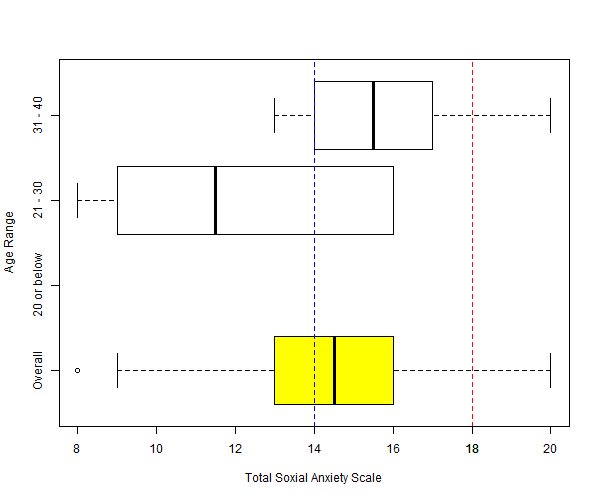 31 - 40
21 - 30
20 or below
Overall
Age Range
8 10 12 14 16 18 20
Total Soxial Anxiety Scale